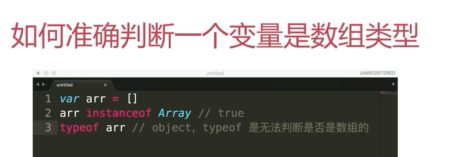 如何准确判断一个变量是数组类型
untitled
UNREGISTERED
untitled
1 var arr = []
2 arr instanceof Array // true
3 typeof arr // object, typeof 是无法判断是否是数组的